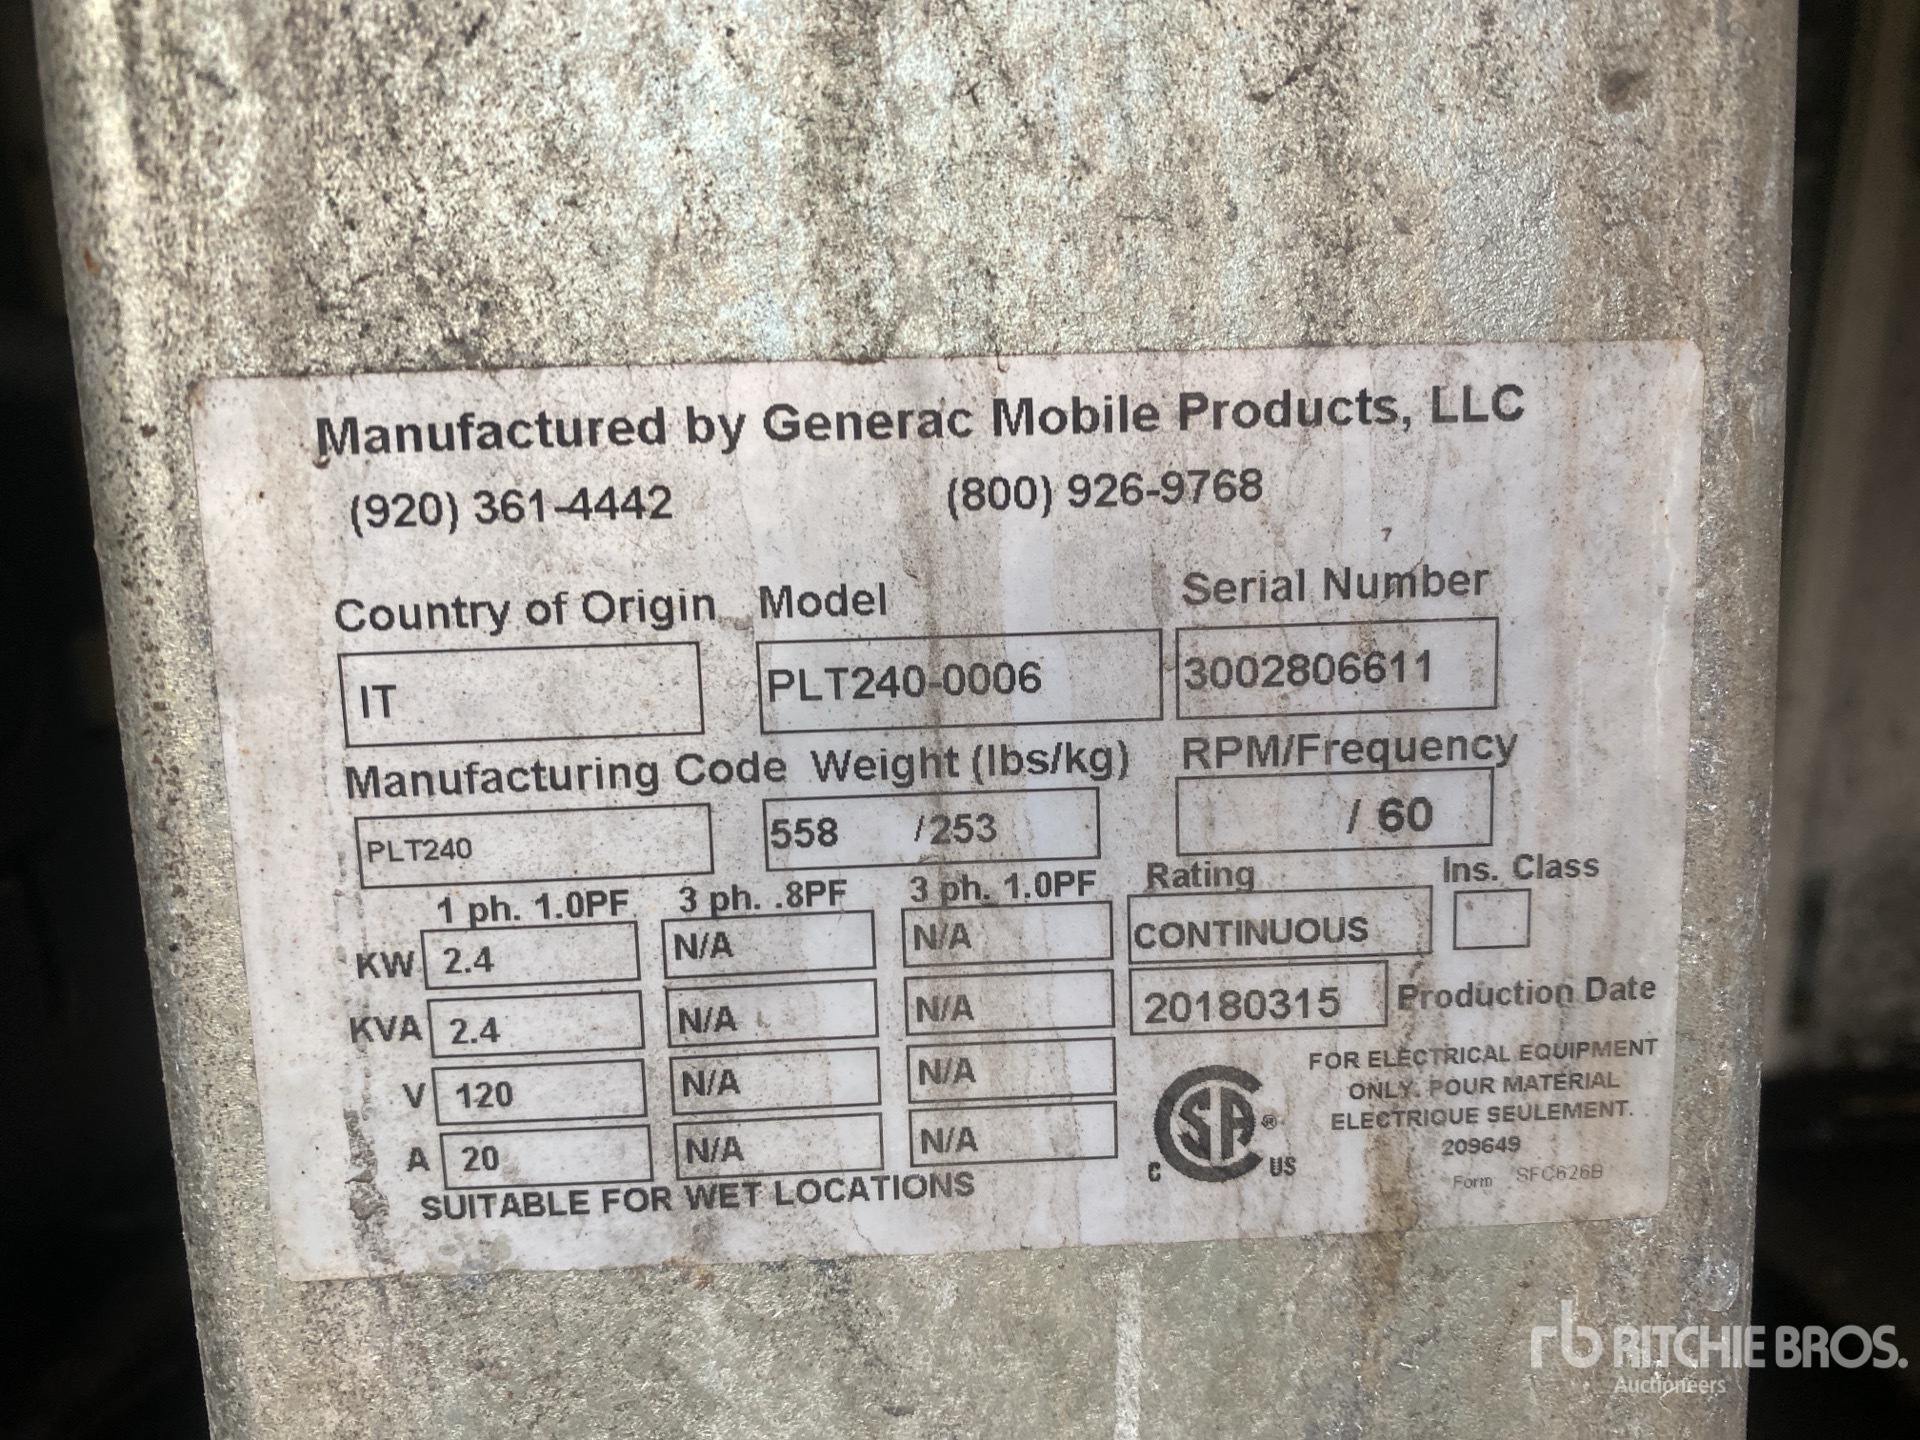 Manufactured by Generac Mobile Products, LLC
(920) 361-4442 (800) 926-9768
7
Country of Origin Model Serial Number
IT PLT240-0006 3002806611
Manufacturing Code Weight (lbs/kg) RPM/Frequency
PLT240 558 /253 / 60
1 ph. 1.0PF 3 ph. .8PF 3 ph. 1.0PF Rating Ins. Class
KW 2.4 N/A N/A CONTINUOUS
KVA 2.4 N/A N/A 20180315 Production Date
V 120 N/A N/A
A 20 N/A N/A
SUITABLE FOR WET LOCATIONS
C SA ® US
FOR ELECTRICAL EQUIPMENT
ONLY. POUR MATERIAL
ELECTRIQUE SEULEMENT.
209649
Form SFC626B
rb RITCHIE BROS.
Auctioneers